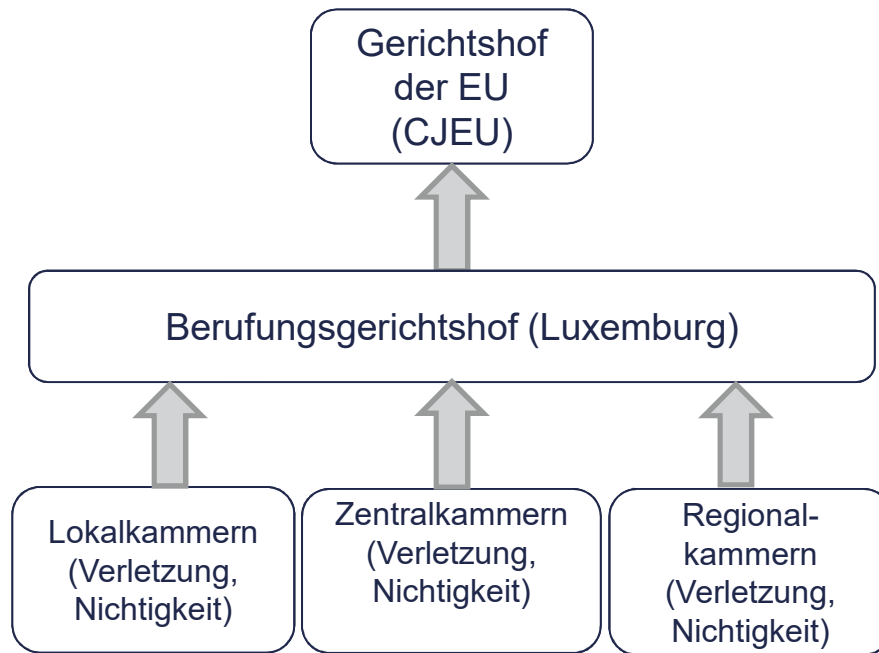 Gerichtshof
der EU
(CJEU)
Berufungsgerichtshof (Luxemburg)
Lokalkammern
(Verletzung,
Nichtigkeit)
Zentralkammern
(Verletzung,
Nichtigkeit)
Regional-
kammern
(Verletzung,
Nichtigkeit)